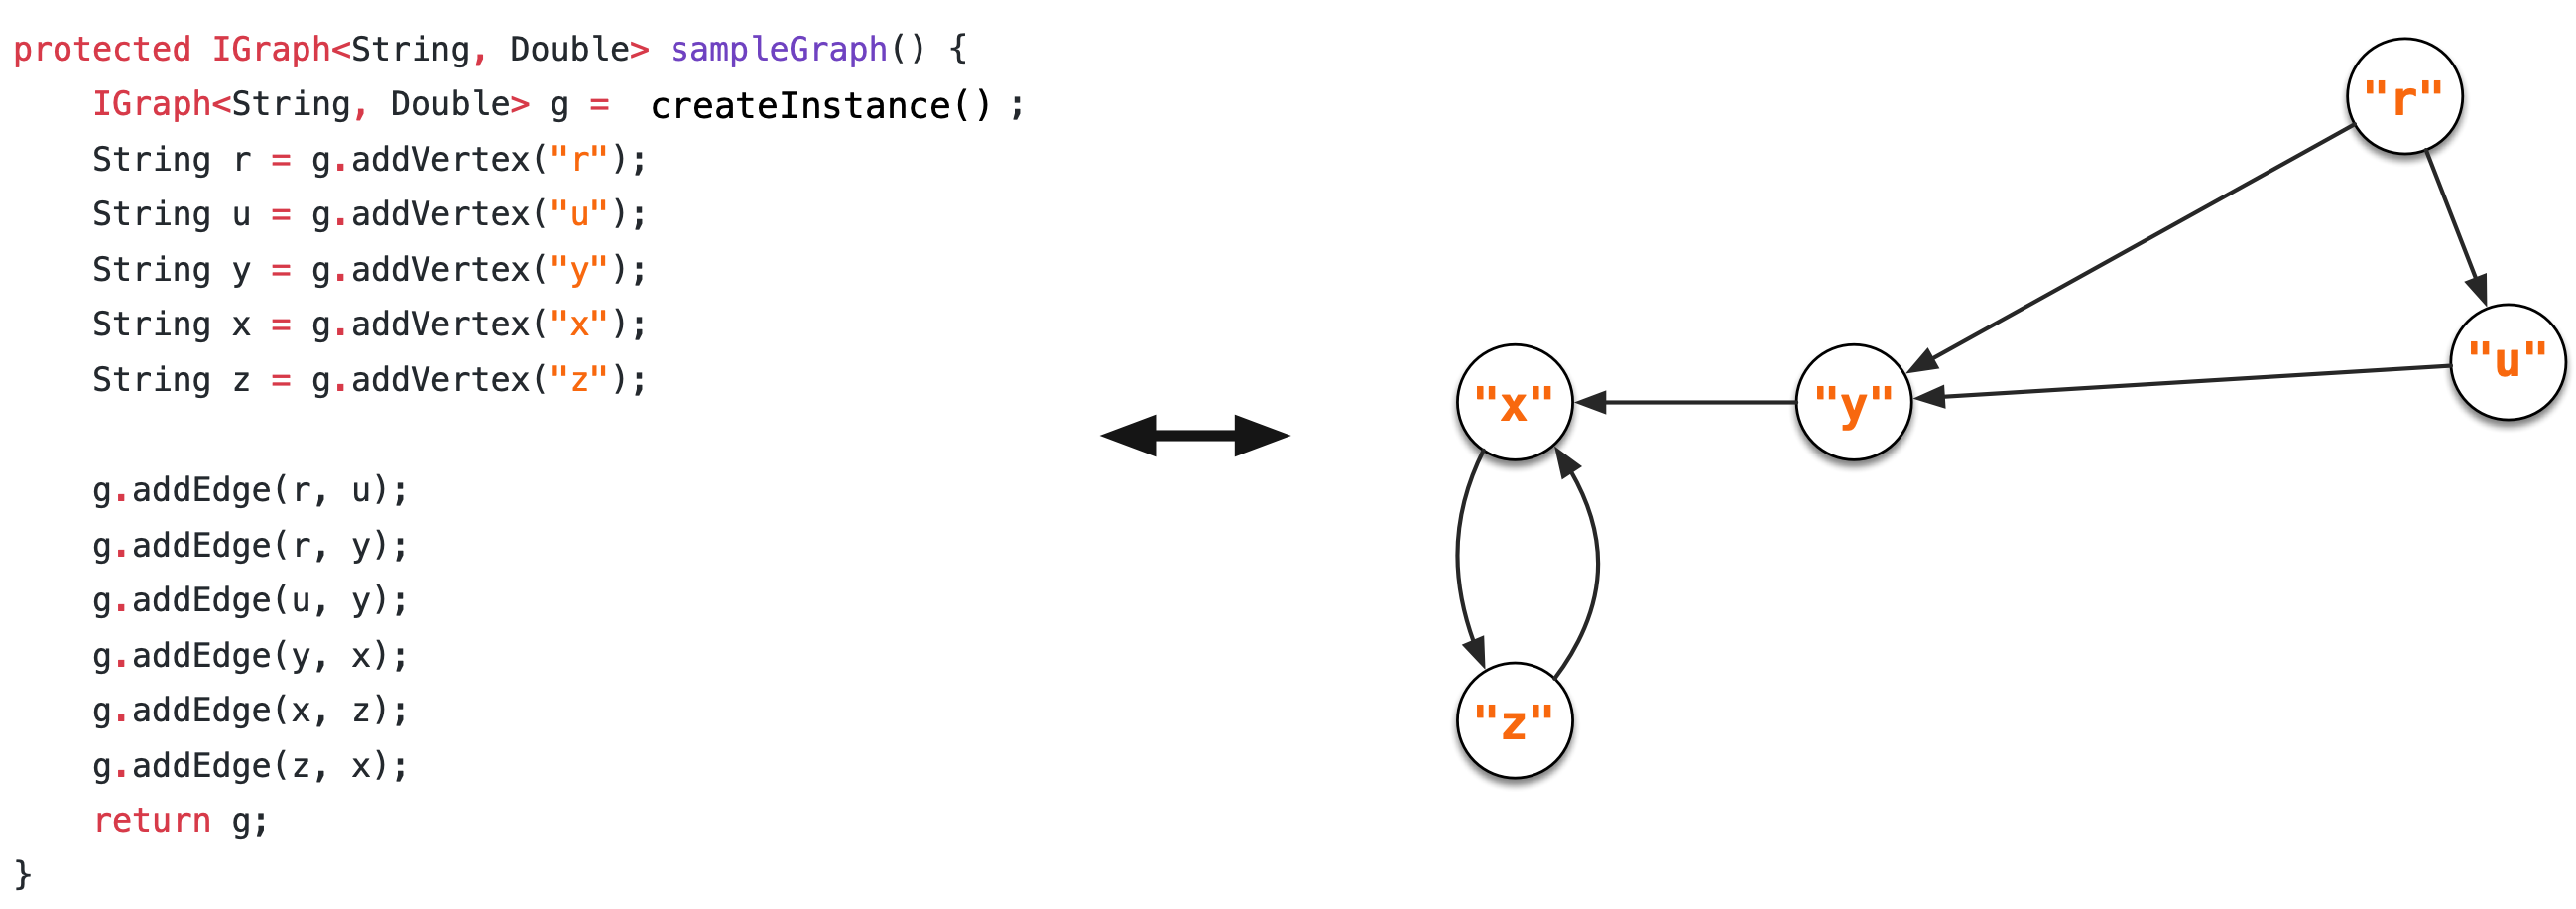 protected IGraph<String, Double> sampleGraph() {
    IGraph<String, Double> g = createInstance() ;
    String r = g.addVertex("r");
    String u = g.addVertex("u");
    String y = g.addVertex("y");
    String x = g.addVertex("x");
    String z = g.addVertex("z");
    g.addEdge(r, u);
    g.addEdge(r, y);
    g.addEdge(u, y);
    g.addEdge(y, x);
    g.addEdge(x, z);
    g.addEdge(z, x);
    return g;
}
"r"
"u"
"x"
"y"
"z"